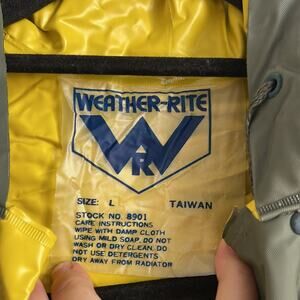 WEATHER-RITE
WR
SIZE: L TAIWAN
STOCK NO. 8901
CARE INSTRUCTIONS
WIPE WITH DAMP CLOTH
USING MILD SOAP. DO NOT
WASH OR DRY CLEAN. DO
NOT USE DETERGENTS
DRY AWAY FROM RADIATOR